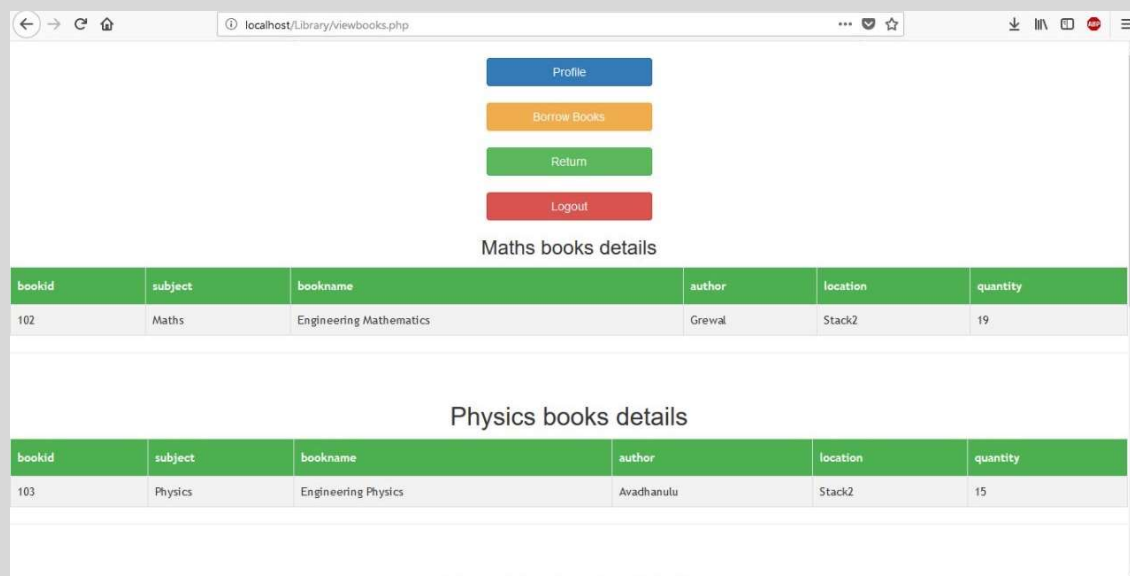 localhost/Library/viewbooks.php
ABP
Profile
Borrow Books
Return
Logout
Maths books details
bookid subject bookname author location quantity
102 Maths Engineering Mathematics Grewal Stack2 19
Physics books details
bookid subject bookname author location quantity
103 Physics Engineering Physics Avadhanulu Stack2 15